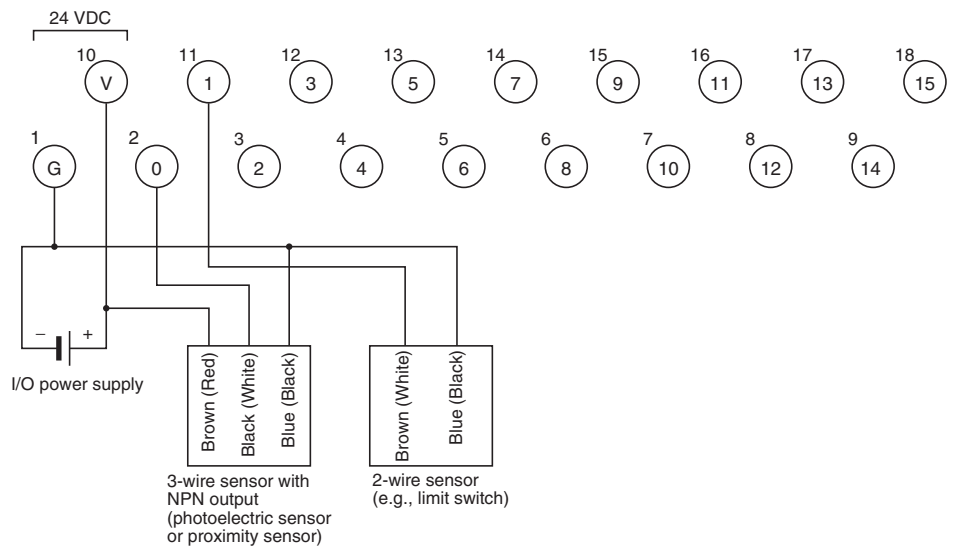 24 VDC
10 11 12 13 14 15 16 17 18
V 1 3 5 7 9 11 13 15
1 2 3 4 5 6 7 8 9
G 0 2 4 6 8 10 12 14
– +
I/O power supply
Brown (Red)
Black (White)
Blue (Black)
Brown (White)
Blue (Black)
3-wire sensor with
NPN output
(photoelectric sensor
or proximity sensor)
2-wire sensor
(e.g., limit switch)